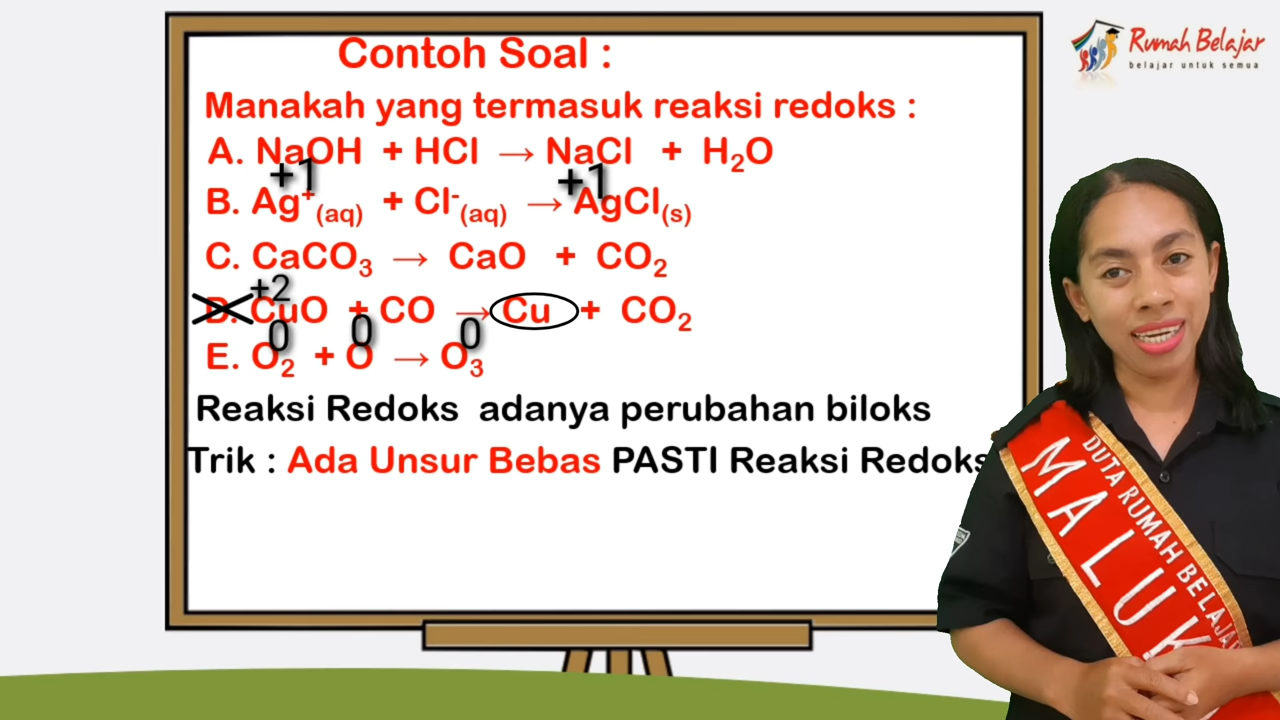 Contoh Soal :
Manakah yang termasuk reaksi redoks :
A. NaOH + HCl → NaCl + H₂O
+1 +1
B. Ag⁺(aq) + Cl⁻(aq) → AgCl(s)
C. CaCO₃ → CaO + CO₂
+2
D. CuO + CO → Cu + CO₂
0 0 0
E. O₂ + O → O₃
Reaksi Redoks adanya perubahan biloks
Trik : Ada Unsur Bebas PASTI Reaksi Redoks
Rumah Belajar
belajar untuk semua
DUTA RUMAH BELAJA
MALUK